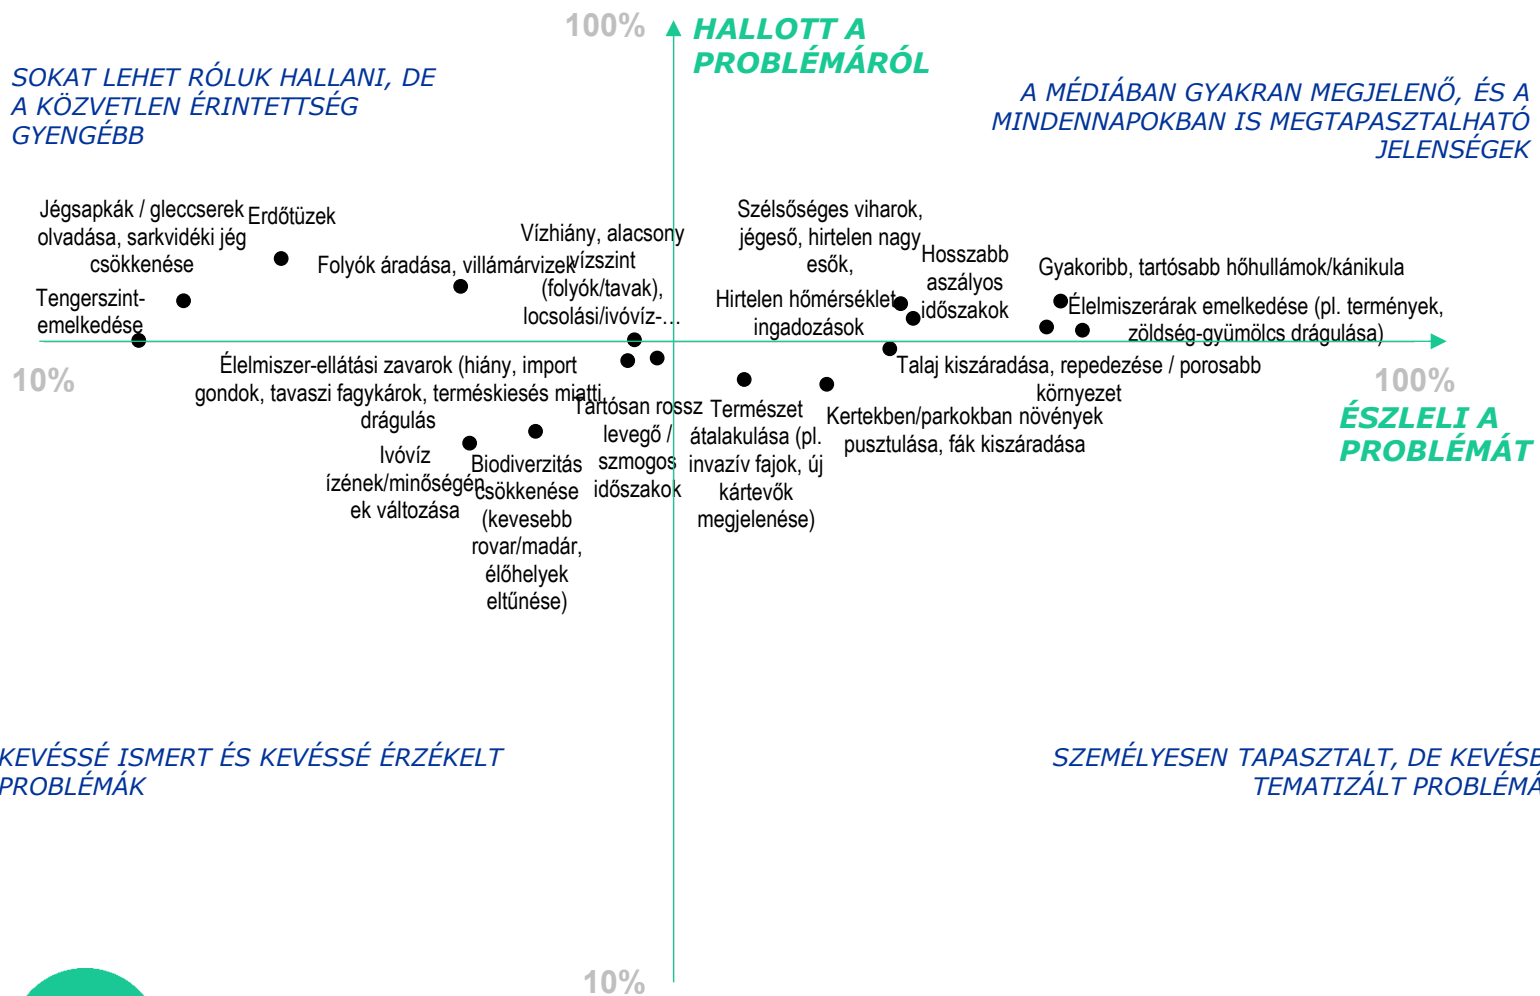 100%
HALLOTT A
PROBLÉMÁRÓL
SOKAT LEHET RÓLUK HALLANI, DE
A KÖZVETLEN ÉRINTETTSÉG
GYENGÉBB
A MÉDIÁBAN GYAKRAN MEGJELENŐ, ÉS A
MINDENNAPOKBAN IS MEGTAPASZTALHATÓ
JELENSÉGEK
Jégsapkák / gleccserek
olvadása, sarkvidéki jég
csökkenése
Erdőtüzek
Folyók áradása, villámárvizek
Vízhiány, alacsony
vízszint
(folyók/tavak),
locsolási/ivóvíz-…
Szélsőséges viharok,
jégeső, hirtelen nagy
esők,
Hosszabb
aszályos
időszakok
Gyakoribb, tartósabb hőhullámok/kánikula
Tengerszint-
emelkedése
Hirtelen hőmérséklet
ingadozások
Élelmiszerárak emelkedése (pl. termények,
zöldség-gyümölcs drágulása)
10%
Élelmiszer-ellátási zavarok (hiány, import
gondok, tavaszi fagykárok, terméskiesés miatti
drágulás
Talaj kiszáradása, repedezése / porosabb
környezet
100%
ÉSZLELI A
PROBLÉMÁT
Tartósan rossz
levegő /
szmogos
időszakok
Természet
átalakulása (pl.
invazív fajok, új
kártevők
megjelenése)
Kertekben/parkokban növények
pusztulása, fák kiszáradása
Ivóvíz
ízének/minőségén
ek változása
Biodiverzitás
csökkenése
(kevesebb
rovar/madár,
élőhelyek
eltűnése)
KEVÉSSÉ ISMERT ÉS KEVÉSSÉ ÉRZÉKELT
PROBLÉMÁK
SZEMÉLYESEN TAPASZTALT, DE KEVÉSB
TEMATIZÁLT PROBLÉMÁ
10%